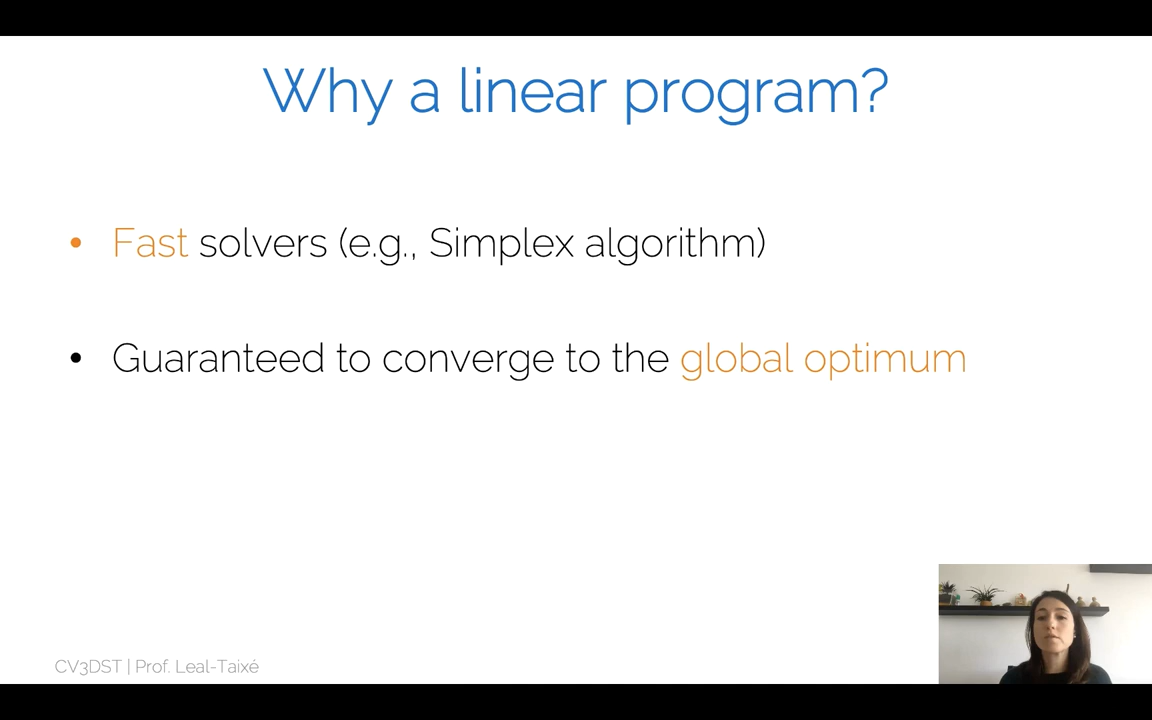 Why a linear program?
• Fast solvers (e.g., Simplex algorithm)
• Guaranteed to converge to the global optimum
CV3DST | Prof. Leal-Taixé